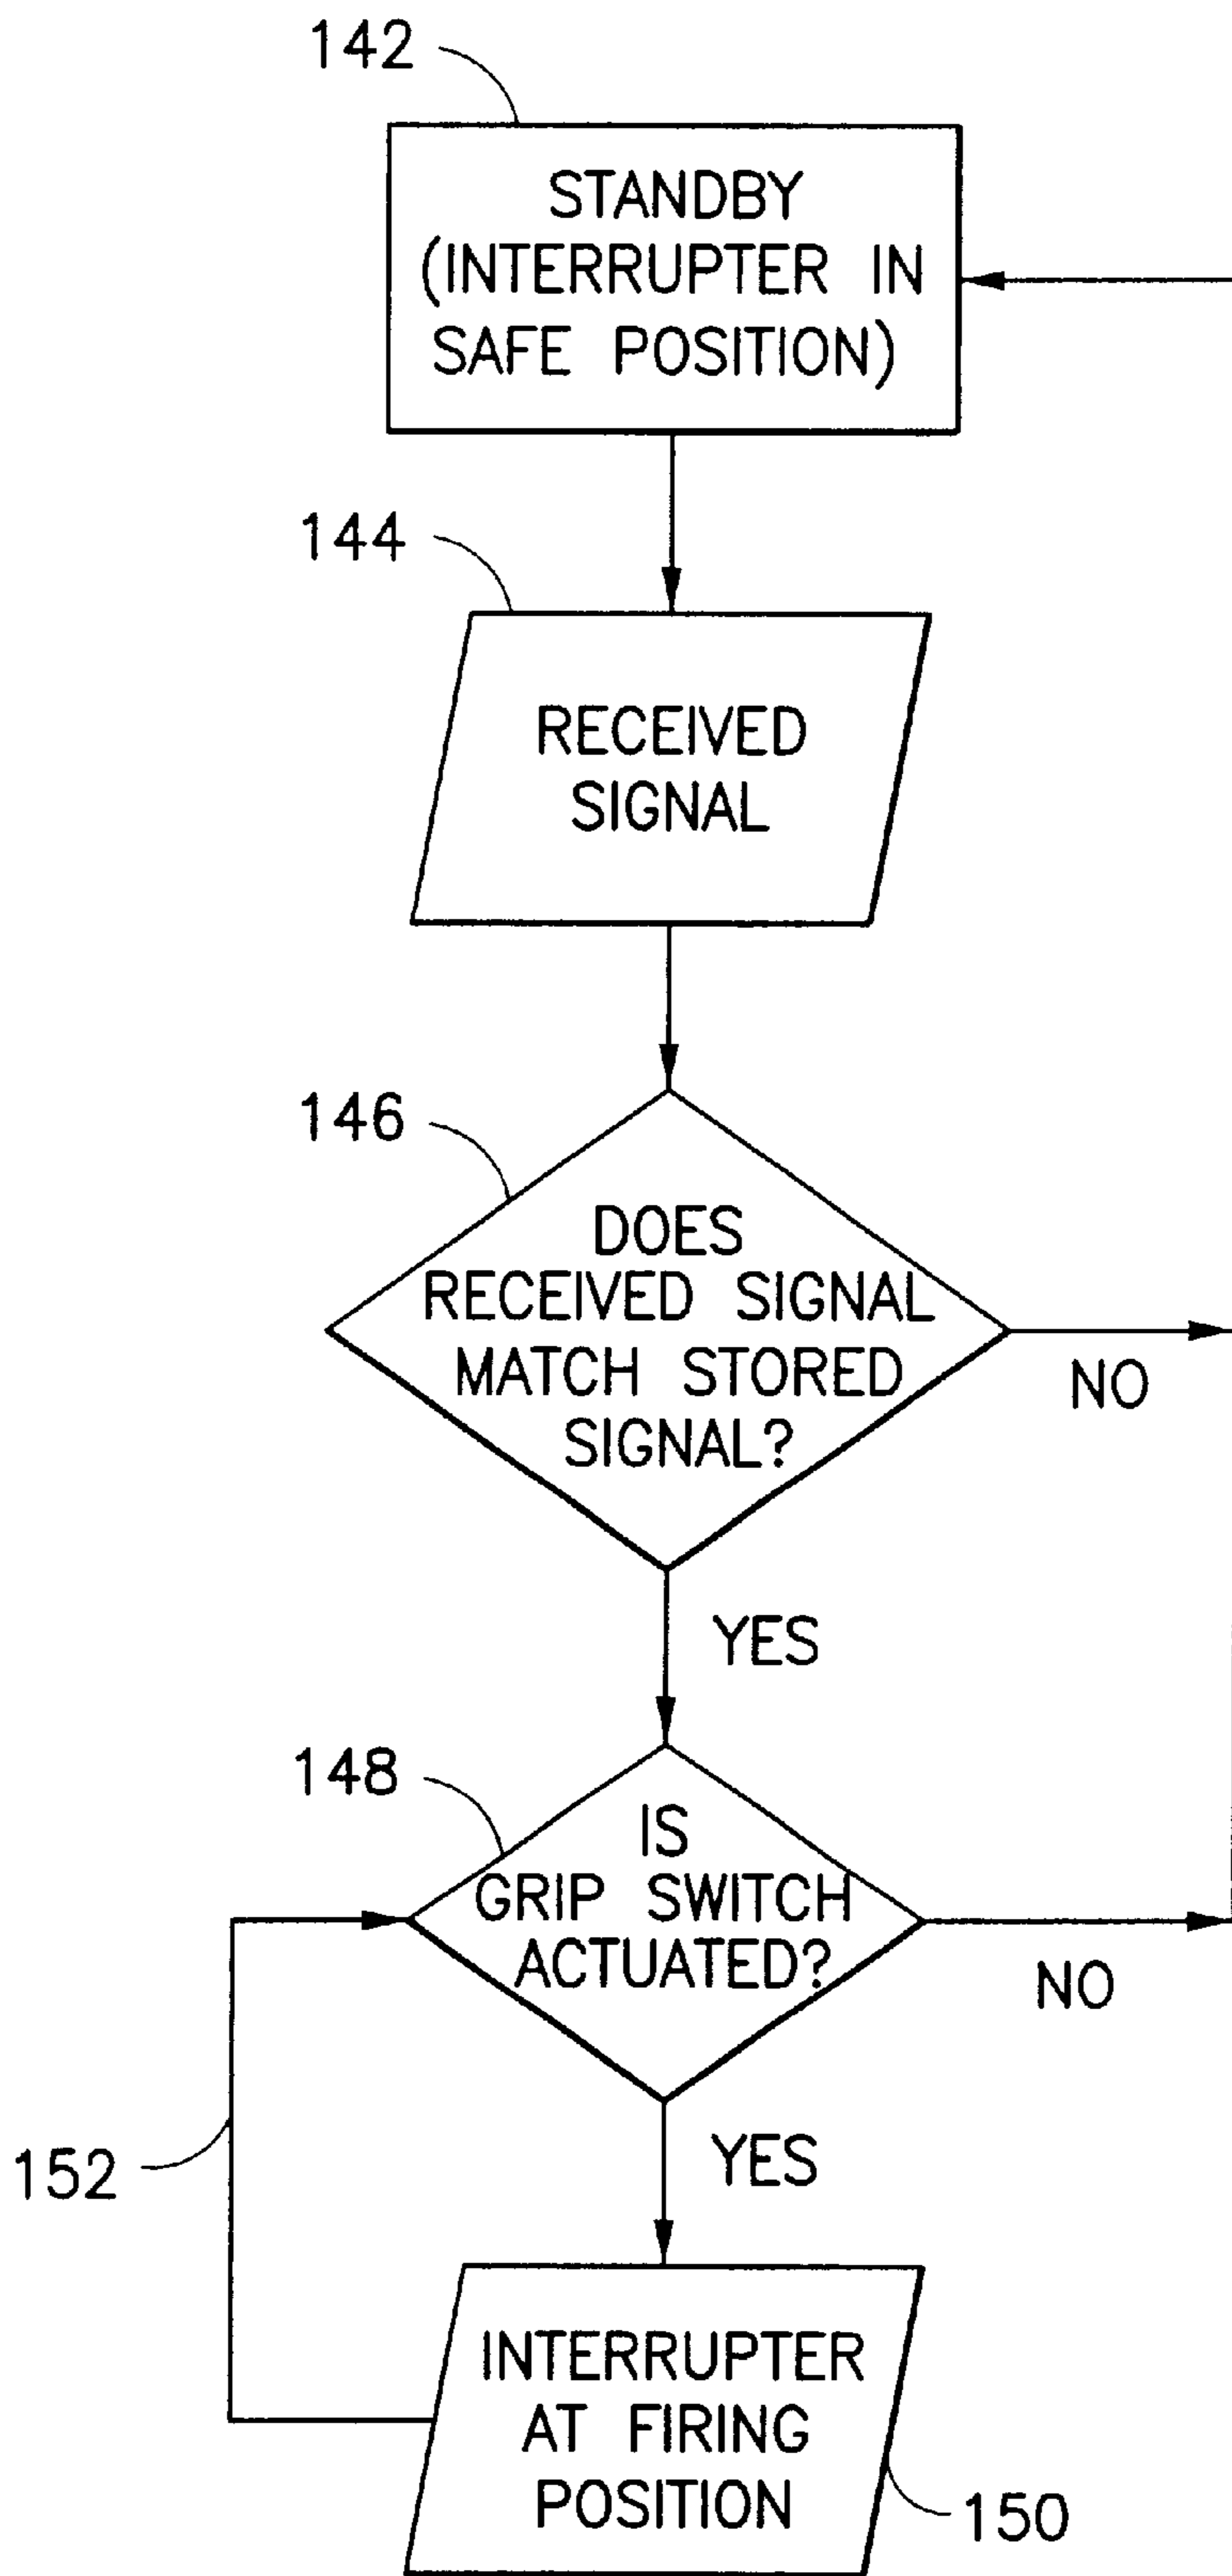 142
STANDBY
(INTERRUPTER IN
SAFE POSITION)
144
RECEIVED
SIGNAL
146
DOES
RECEIVED SIGNAL
MATCH STORED
SIGNAL?
NO
YES
148
IS
GRIP SWITCH
ACTUATED?
NO
152
YES
INTERRUPTER
AT FIRING
POSITION
150